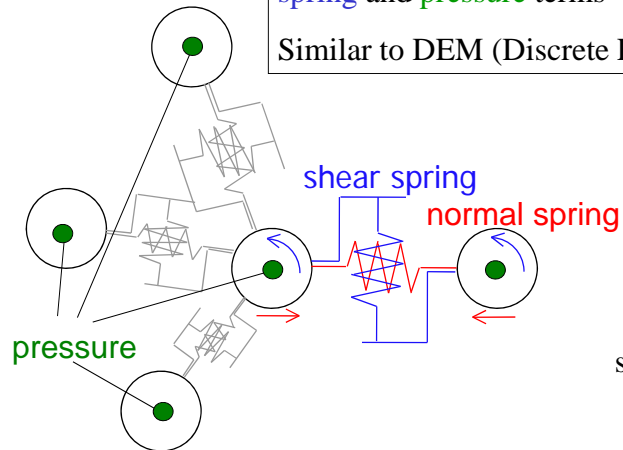 spring and pressure terms
Similar to DEM (Discrete
shear spring
normal spring
pressure
s